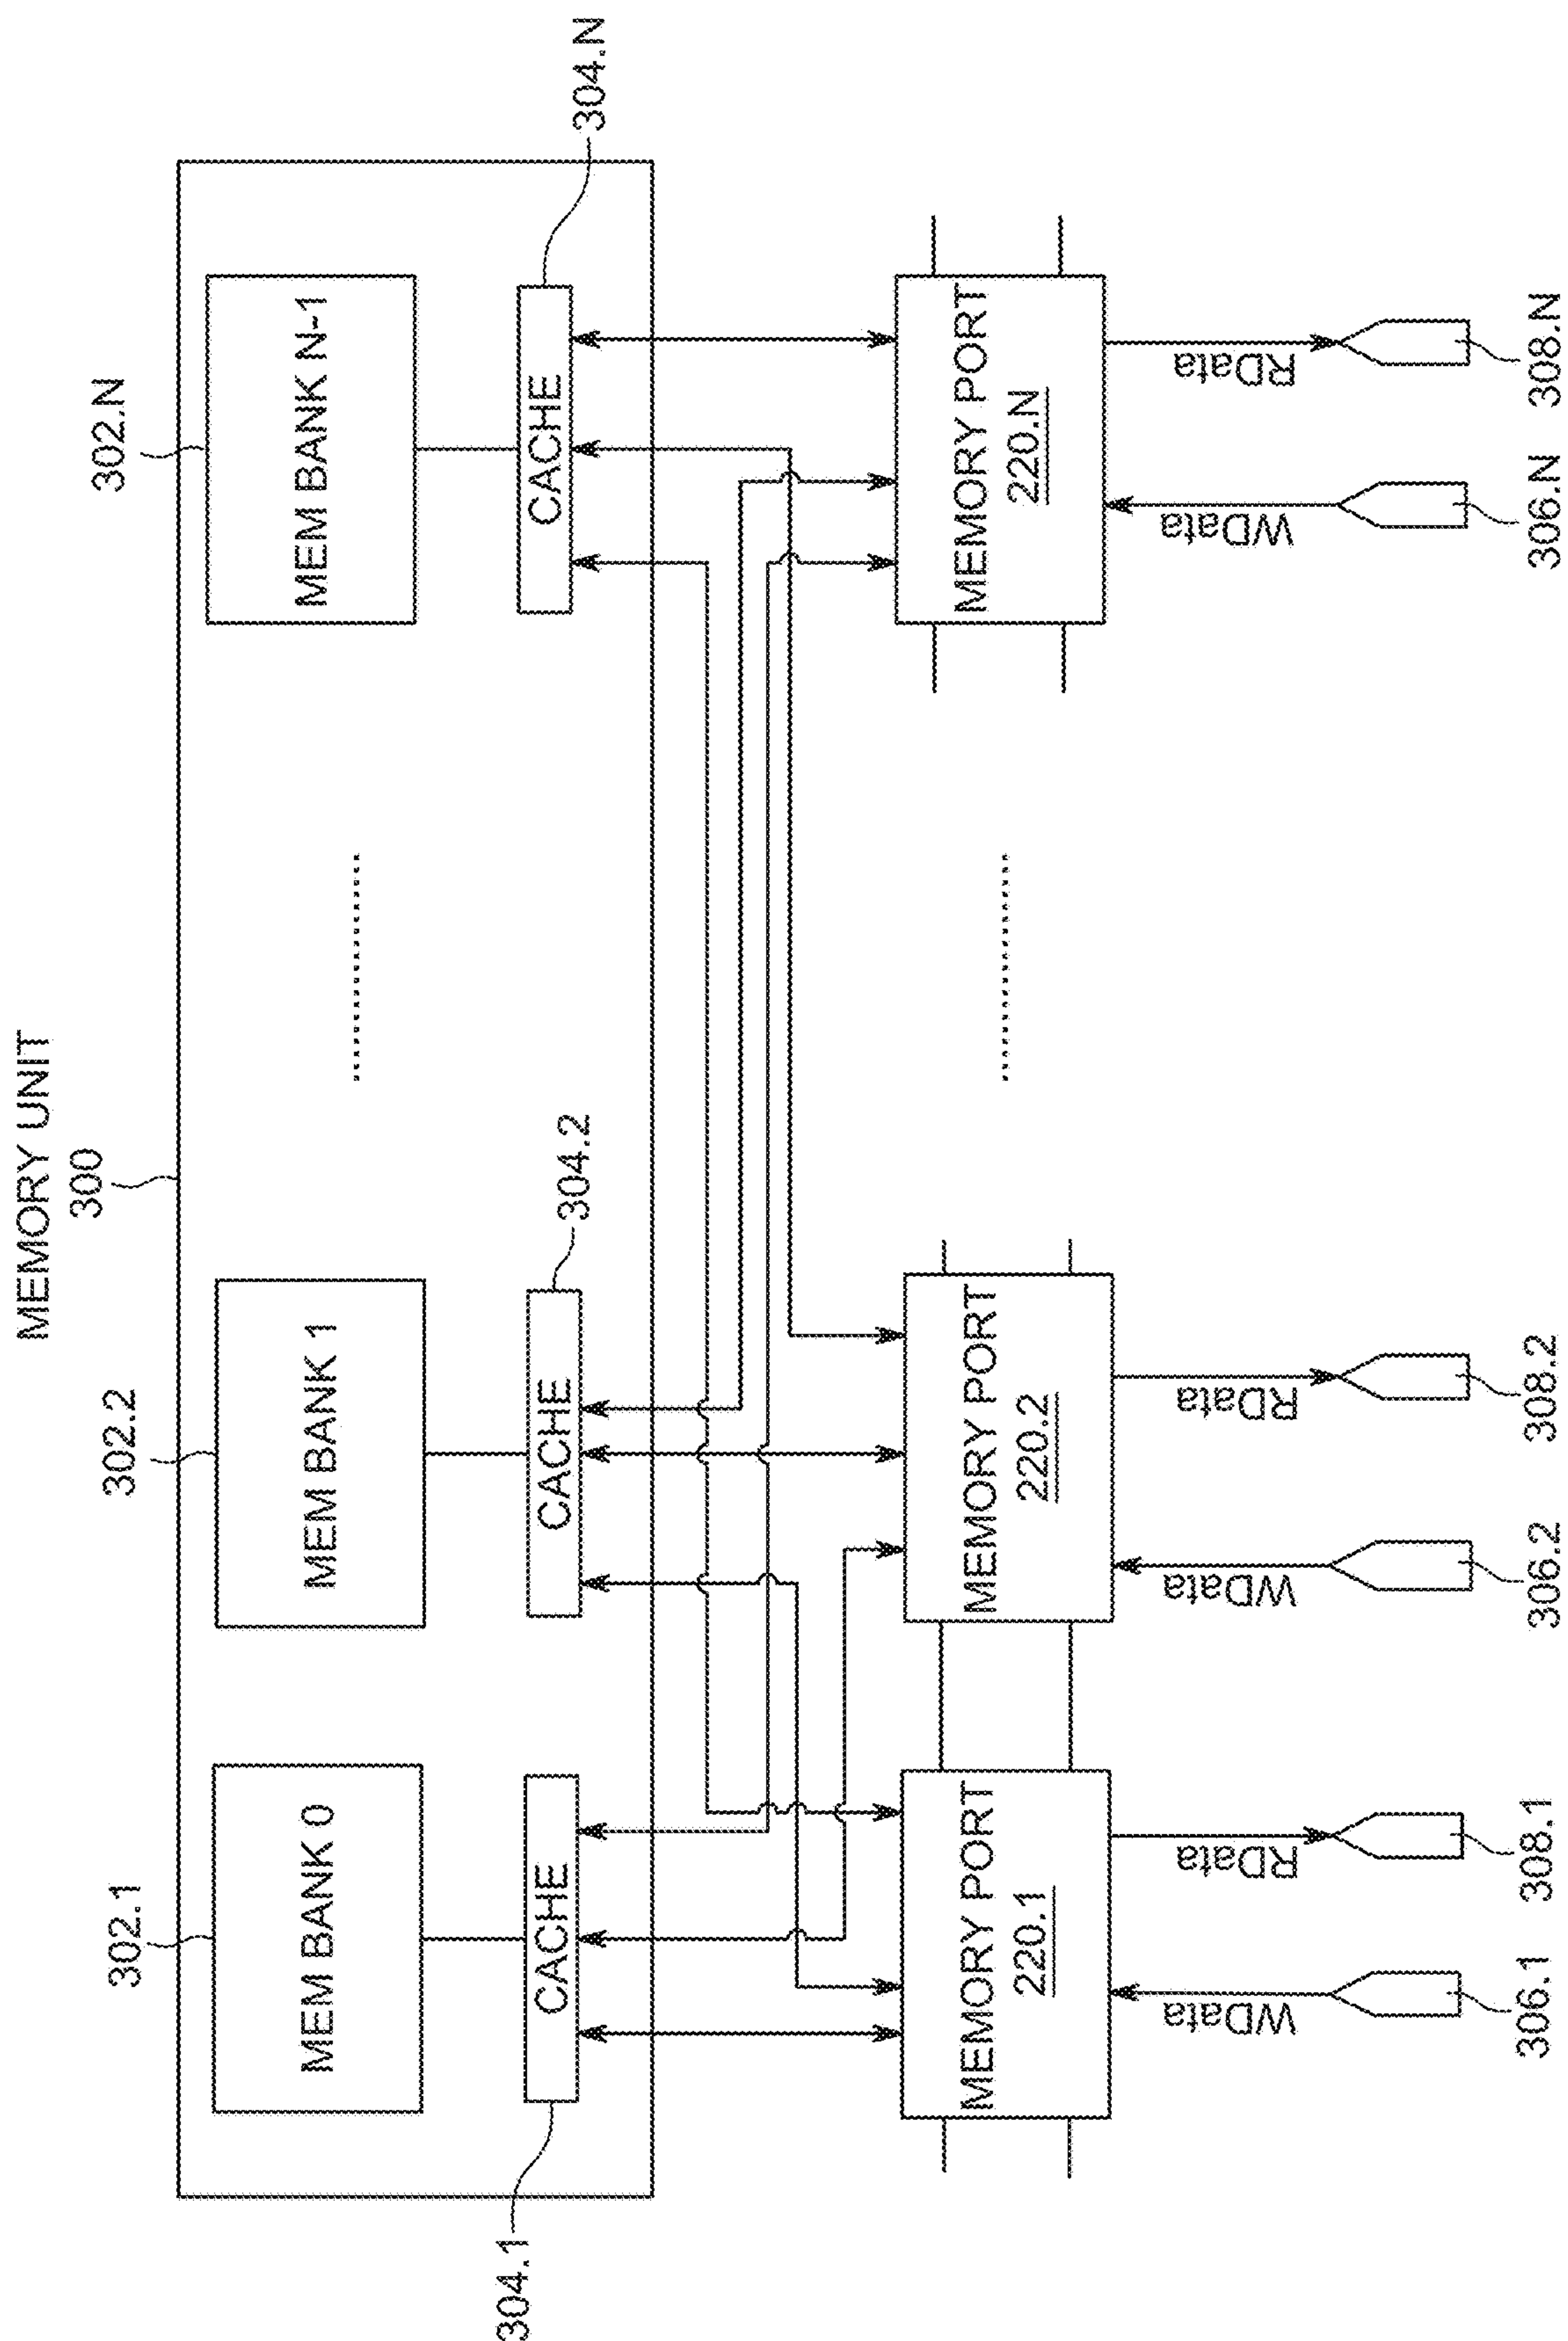 MEMORY UNIT
300
302.1
302.2
302.N
MEM BANK 0
MEM BANK 1
MEM BANK N-1
304.1
CACHE
304.2
CACHE
304.N
CACHE
MEMORY PORT
220.1
MEMORY PORT
220.2
MEMORY PORT
220.N
WData
RData
WData
RData
WData
RData
306.1
308.1
306.2
308.2
306.N
308.N